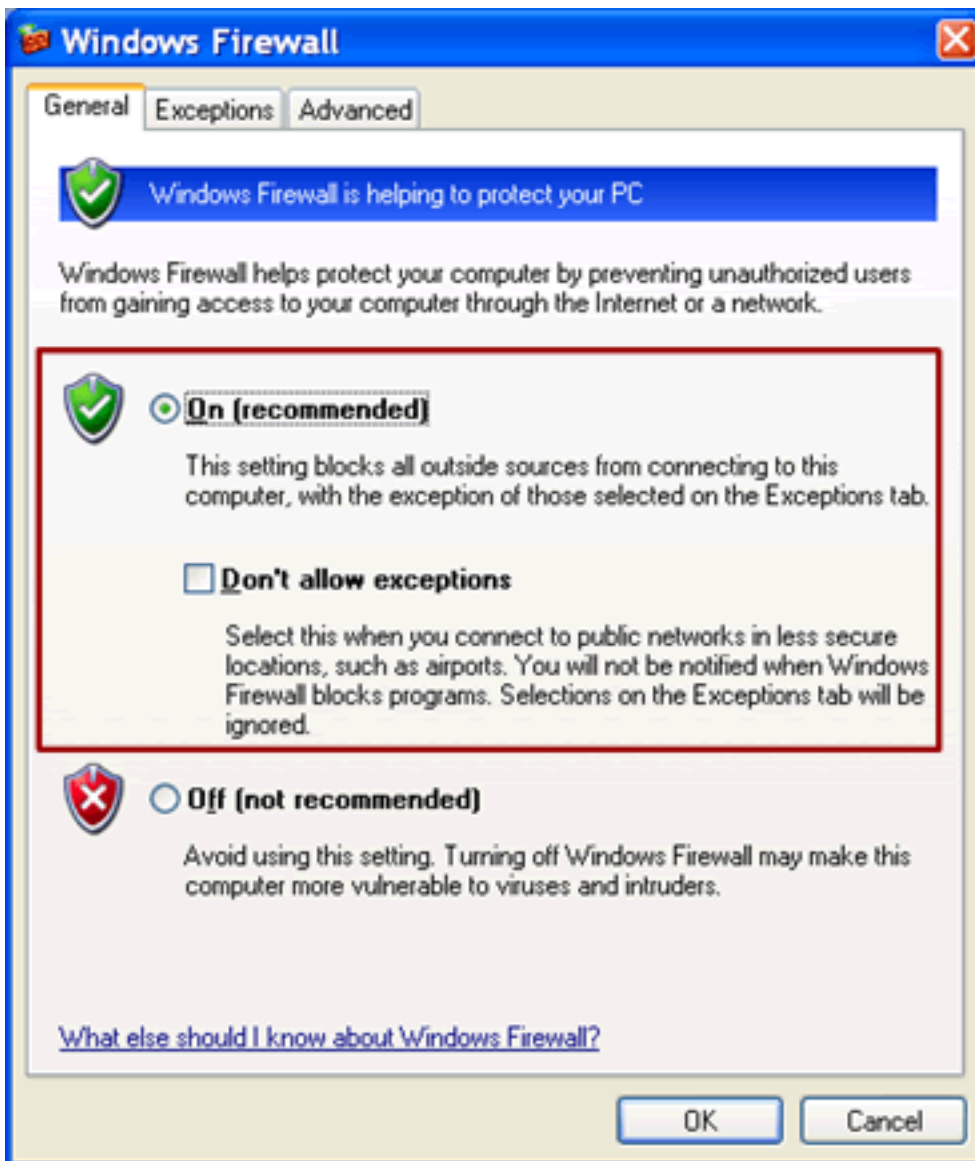 Windows Firewall
General
Exceptions
Advanced
Windows Firewall is helping to protect your PC
Windows Firewall helps protect your computer by preventing unauthorized users
from gaining access to your computer through the Internet or a network.
On (recommended)
This setting blocks all outside sources from connecting to this
computer, with the exception of those selected on the Exceptions tab.
Don't allow exceptions
Select this when you connect to public networks in less secure
locations, such as airports. You will not be notified when Windows
Firewall blocks programs. Selections on the Exceptions tab will be
ignored.
Off (not recommended)
Avoid using this setting. Turning off Windows Firewall may make this
computer more vulnerable to viruses and intruders.
What else should I know about Windows Firewall?
OK
Cancel